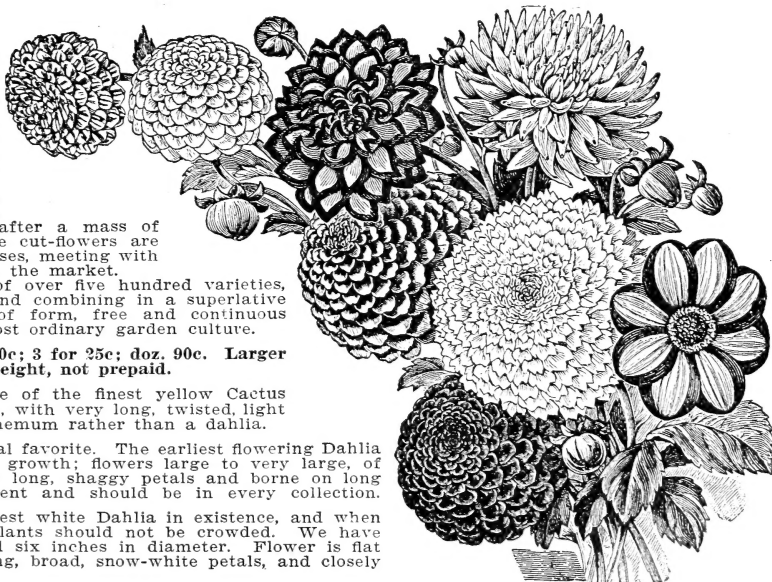 after a mass of
cut-flowers are
ses, meeting with
the market.
of over five hundred varieties,
nd combining in a superlative
of form, free and continuous
ost ordinary garden culture.
0c; 3 for 25c; doz. 90c. Larger
eight, not prepaid.
e of the finest yellow Cactus
, with very long, twisted, light
hemum rather than a dahlia.
al favorite. The earliest flowering Dahlia
growth; flowers large to very large, of
long, shaggy petals and borne on long
ent and should be in every collection.
est white Dahlia in existence, and when
lants should not be crowded. We have
six inches in diameter. Flower is flat
ng, broad, snow-white petals, and closely